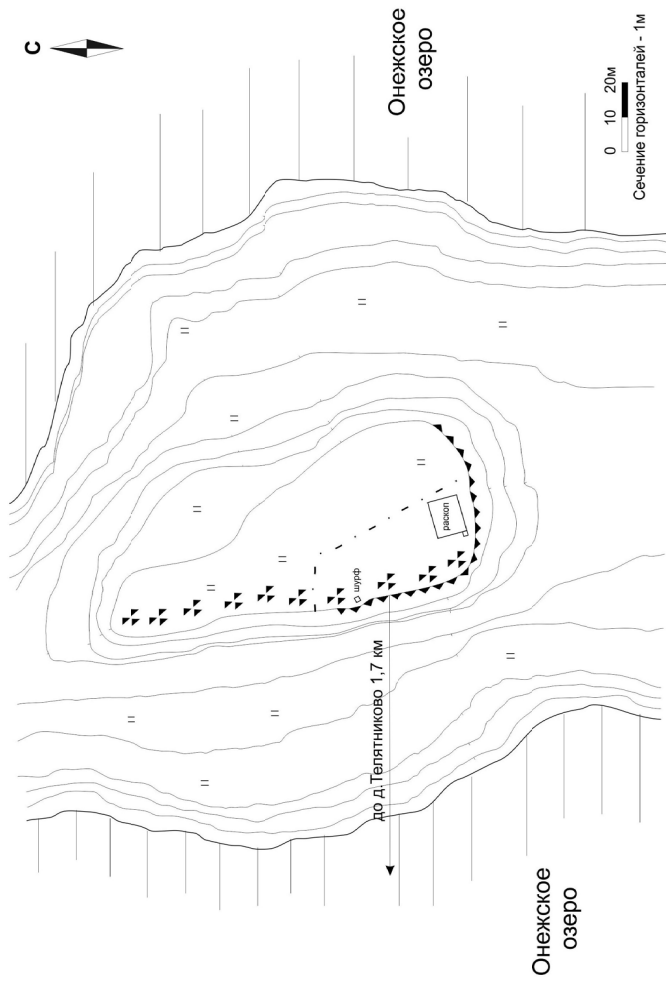 С
Онежское
озеро
0 10 20м
Сечение горизонталей - 1м
раскоп
шурф
до д.Телятниково 1,7 км
Онежское
озеро